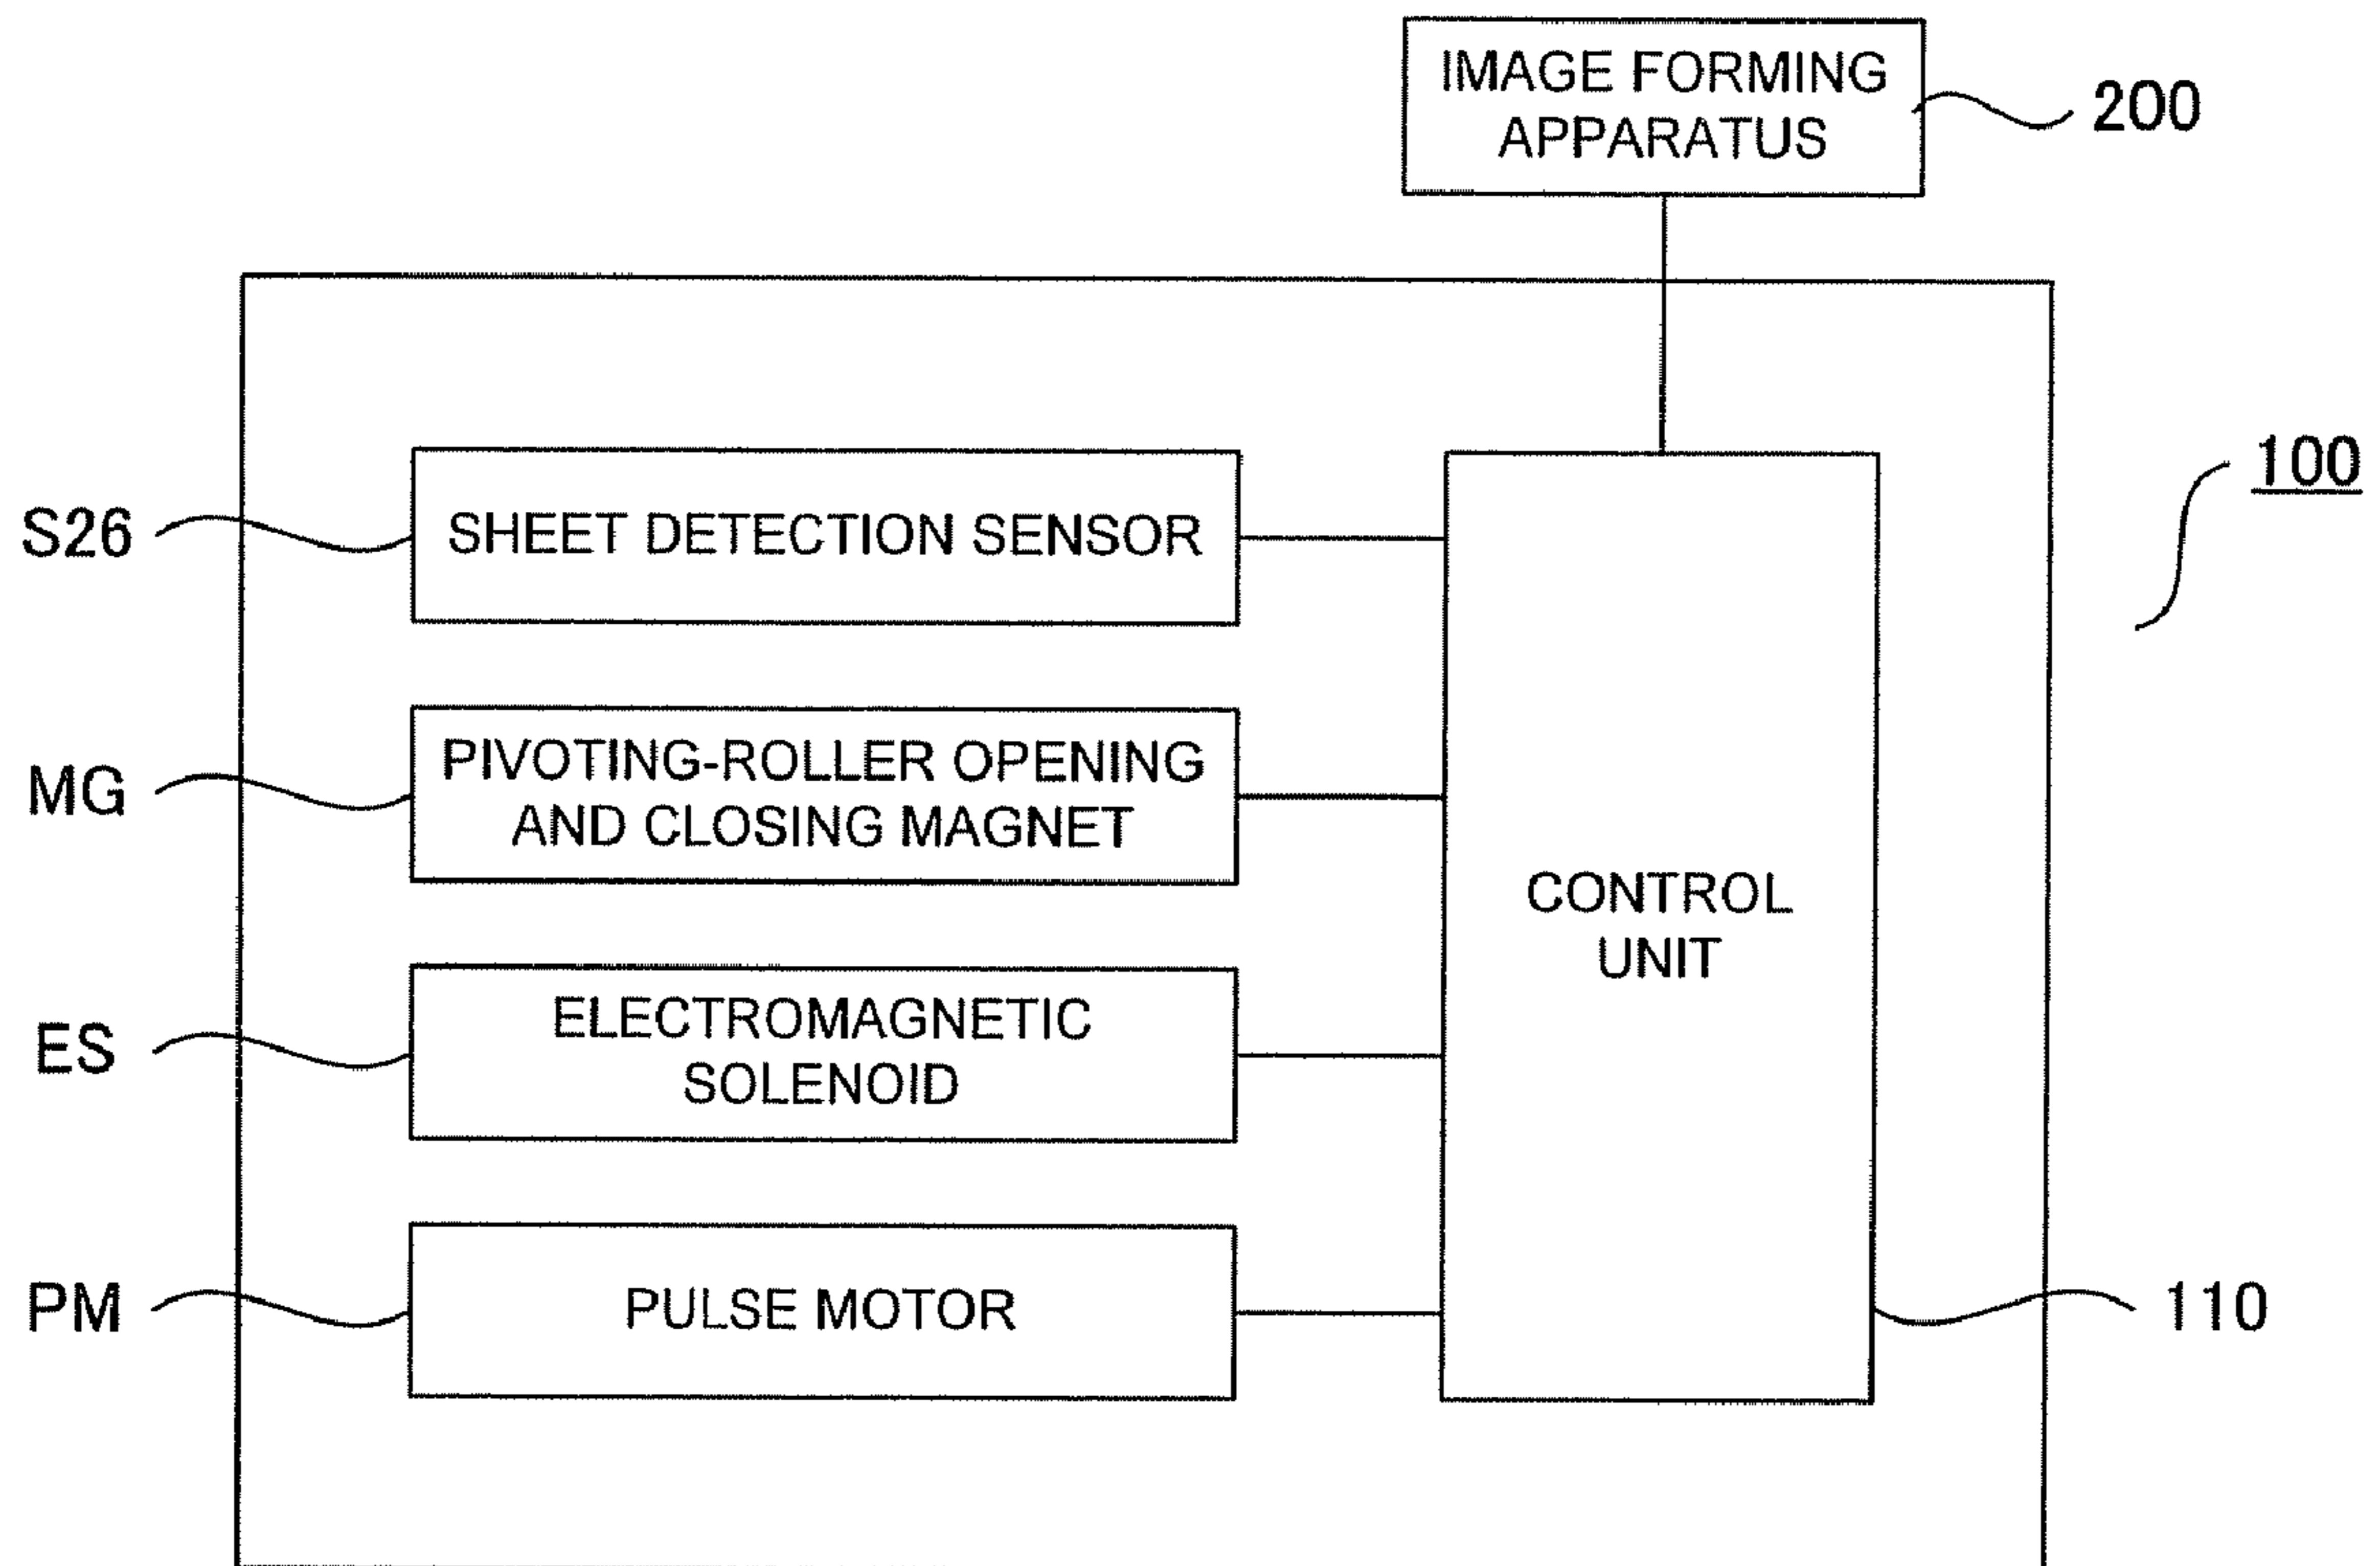 IMAGE FORMING
APPARATUS
200
100
S26
SHEET DETECTION SENSOR
MG
PIVOTING-ROLLER OPENING
AND CLOSING MAGNET
CONTROL
UNIT
ES
ELECTROMAGNETIC
SOLENOID
PM
PULSE MOTOR
110